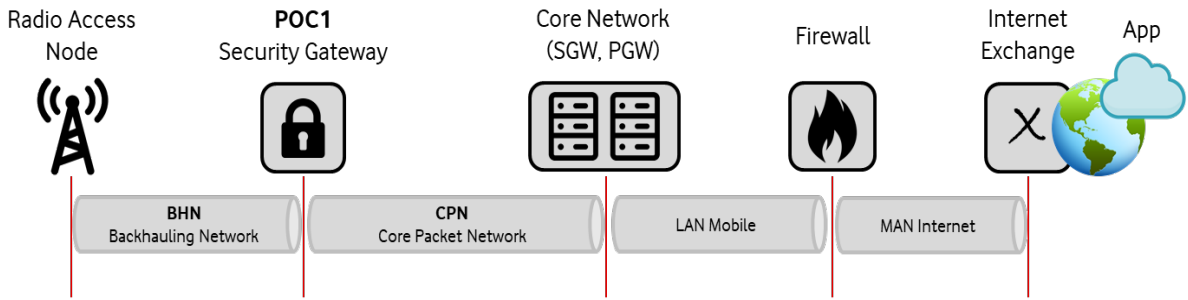 Radio Access
Node
POC1
Security Gateway
Core Network
(SGW, PGW)
Firewall
Internet
Exchange
App
X
BHN
Backhauling Network
CPN
Core Packet Network
LAN Mobile
MAN Internet